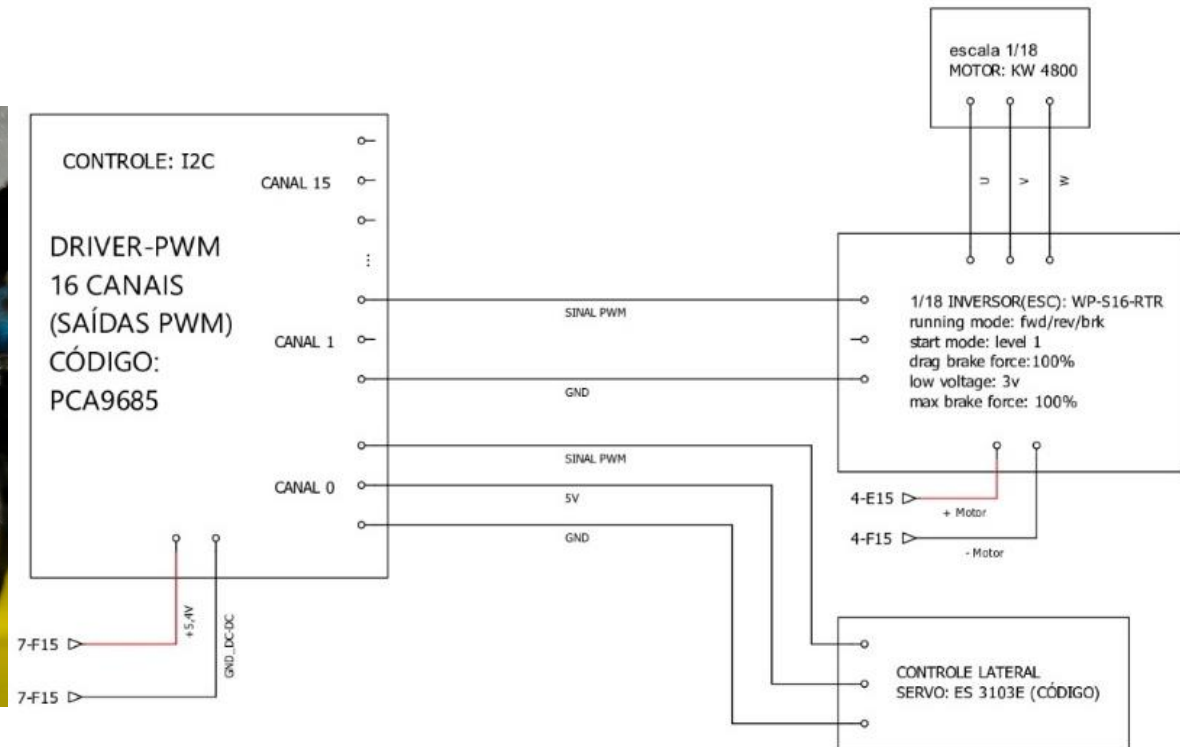 escala 1/18
MOTOR: KW 4800
U
V
W
CONTROLE: I2C
CANAL 15
DRIVER-PWM
16 CANAIS
(SAÍDAS PWM)
CÓDIGO:
PCA9685
...
CANAL 1
CANAL 0
SINAL PWM
GND
SINAL PWM
5V
GND
1/18 INVERSOR(ESC): WP-S16-RTR
running mode: fwd/rev/brk
start mode: level 1
drag brake force:100%
low voltage: 3v
max brake force: 100%
4-E15
+ Motor
4-F15
- Motor
+5,4V
GND_DC-DC
7-F15
7-F15
CONTROLE LATERAL
SERVO: ES 3103E (CÓDIGO)